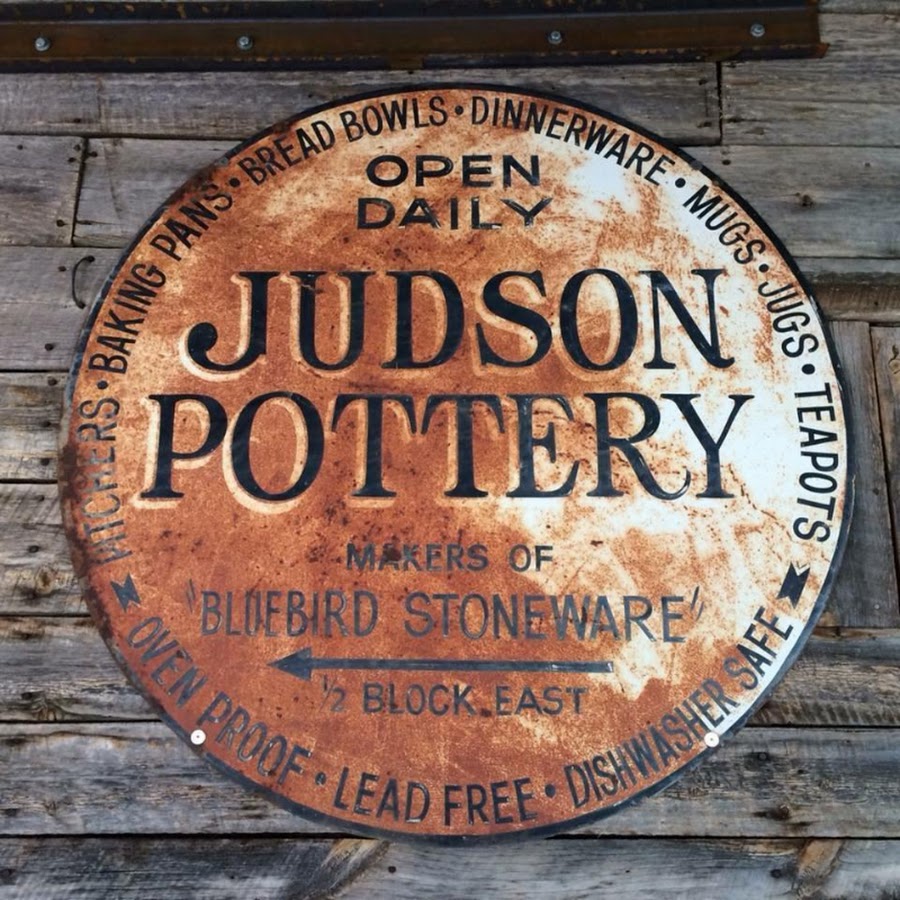 PITCHERS • BAKING PANS • BREAD BOWLS • DINNERWARE • MUGS • JUGS • TEAPOTS
OPEN
DAILY
JUDSON
POTTERY
MAKERS OF
"BLUEBIRD STONEWARE"
1/2 BLOCK EAST
OVEN PROOF • LEAD FREE • DISHWASHER SAFE